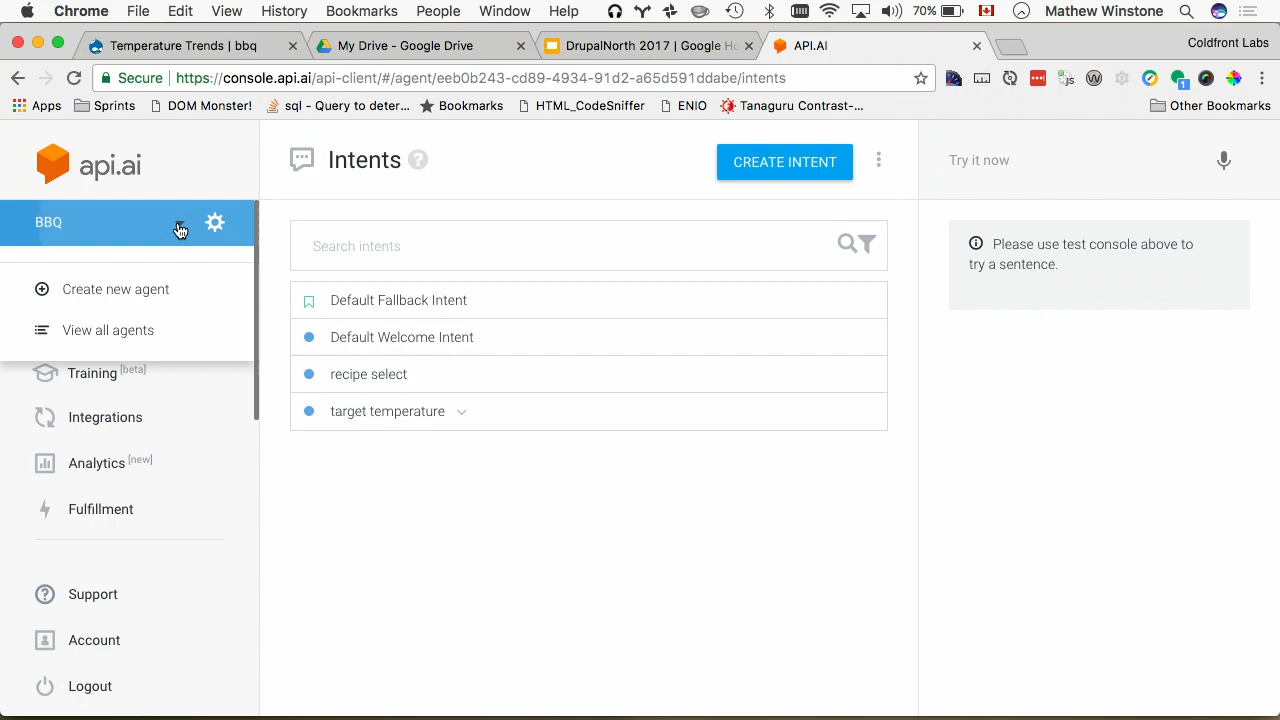 Chrome File Edit View History Bookmarks People Window Help 70% Mathew Winstone
Temperature Trends | bbq
My Drive - Google Drive
DrupalNorth 2017 | Google Ho
API.AI
Coldfront Labs
Secure | https://console.api.ai/api-client/#/agent/eeb0b243-cd89-4934-91d2-a65d591ddabe/intents
Apps Sprints DOM Monster! sql - Query to deter... Bookmarks HTML_CodeSniffer ENIO Tanaguru Contrast-... Other Bookmarks
api.ai
BBQ
Create new agent
View all agents
Training [beta]
Integrations
Analytics [new]
Fulfillment
Support
Account
Logout
Intents
CREATE INTENT
Search intents
Default Fallback Intent
Default Welcome Intent
recipe select
target temperature
Try it now
Please use test console above to
try a sentence.